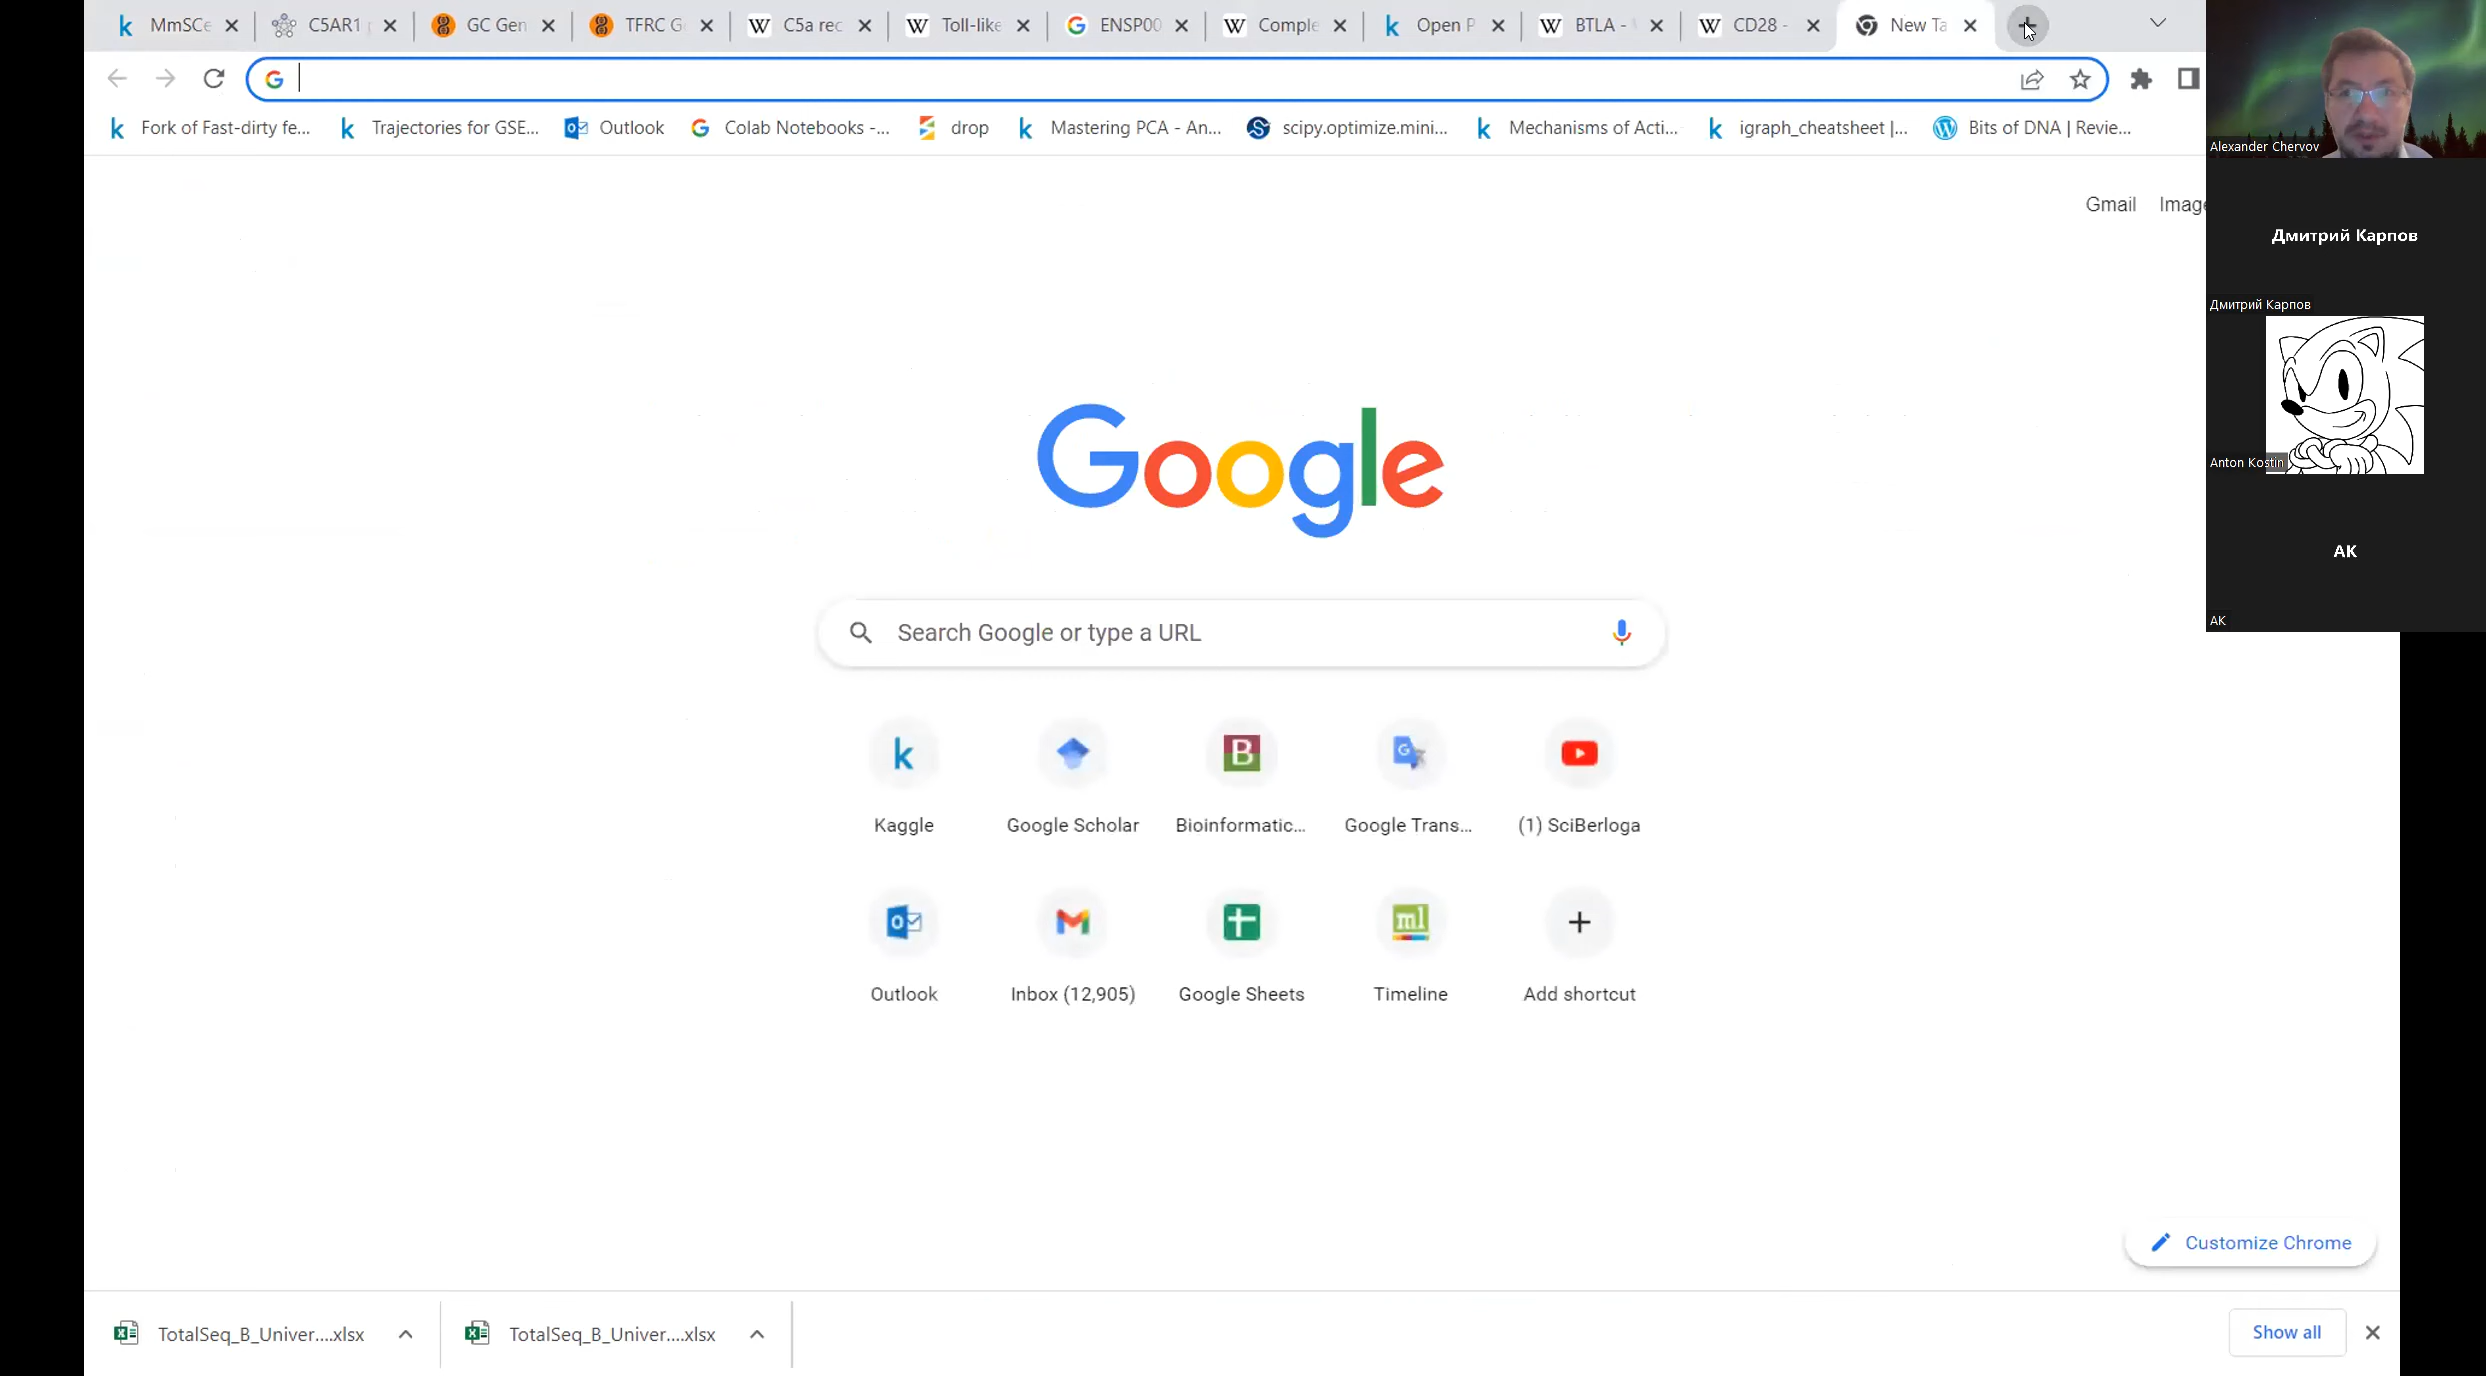 MmSCe
C5AR1
GC Gen
TFRC G
C5a rec
Toll-like
ENSP00
Comple
Open P
BTLA -
CD28 -
New Ta
Fork of Fast-dirty fe...
Trajectories for GSE...
Outlook
Colab Notebooks -...
drop
Mastering PCA - An...
scipy.optimize.mini...
Mechanisms of Acti...
igraph_cheatsheet |...
Bits of DNA | Revie...
Gmail Image
Google
Search Google or type a URL
Kaggle
Google Scholar
Bioinformatic...
Google Trans...
(1) SciBerloga
Outlook
Inbox (12,905)
Google Sheets
Timeline
Add shortcut
Customize Chrome
TotalSeq_B_Univer....xlsx
TotalSeq_B_Univer....xlsx
Show all
Alexander Chervov
Дмитрий Карпов
Дмитрий Карпов
Anton Kostin
AK
AK